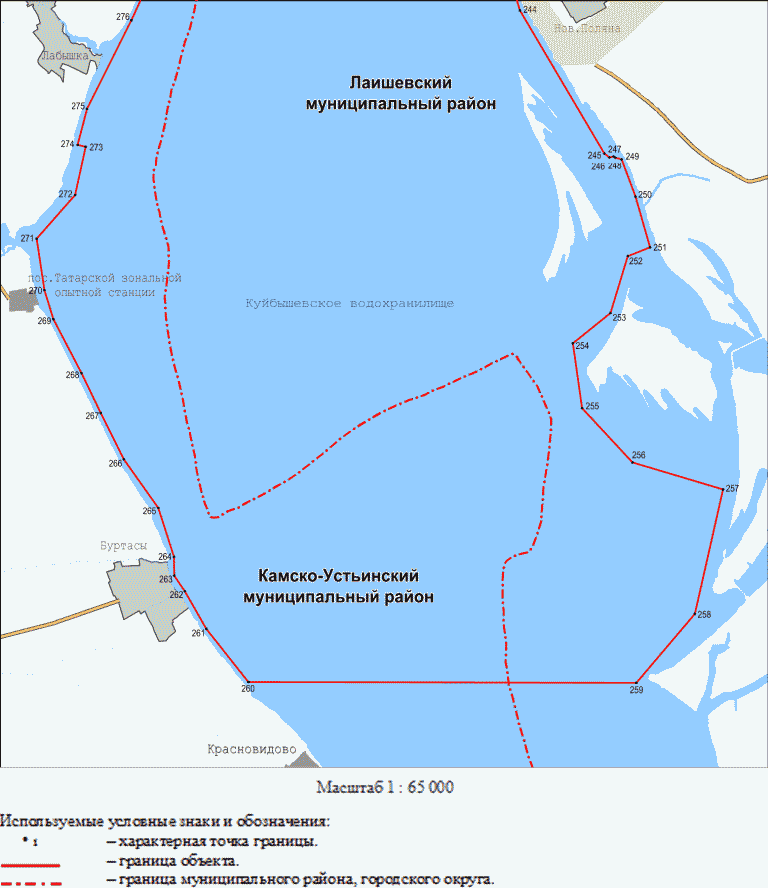 276
244
Нов.Поляна
Лабышка
Лаишевский
муниципальный район
275
274
273
245
247
249
246
248
272
250
271
251
252
пос.Татарской зональной
опытной станции
270
Куйбышевское водохранилище
269
253
254
268
255
267
256
266
257
265
Буртасы
264
263
262
Камско-Устьинский
муниципальный район
258
261
260
259
Красновидово
Масштаб 1 : 65 000
Используемые условные знаки и обозначения:
• 1 – характерная точка границы.
– граница объекта.
– граница муниципального района, городского округа.